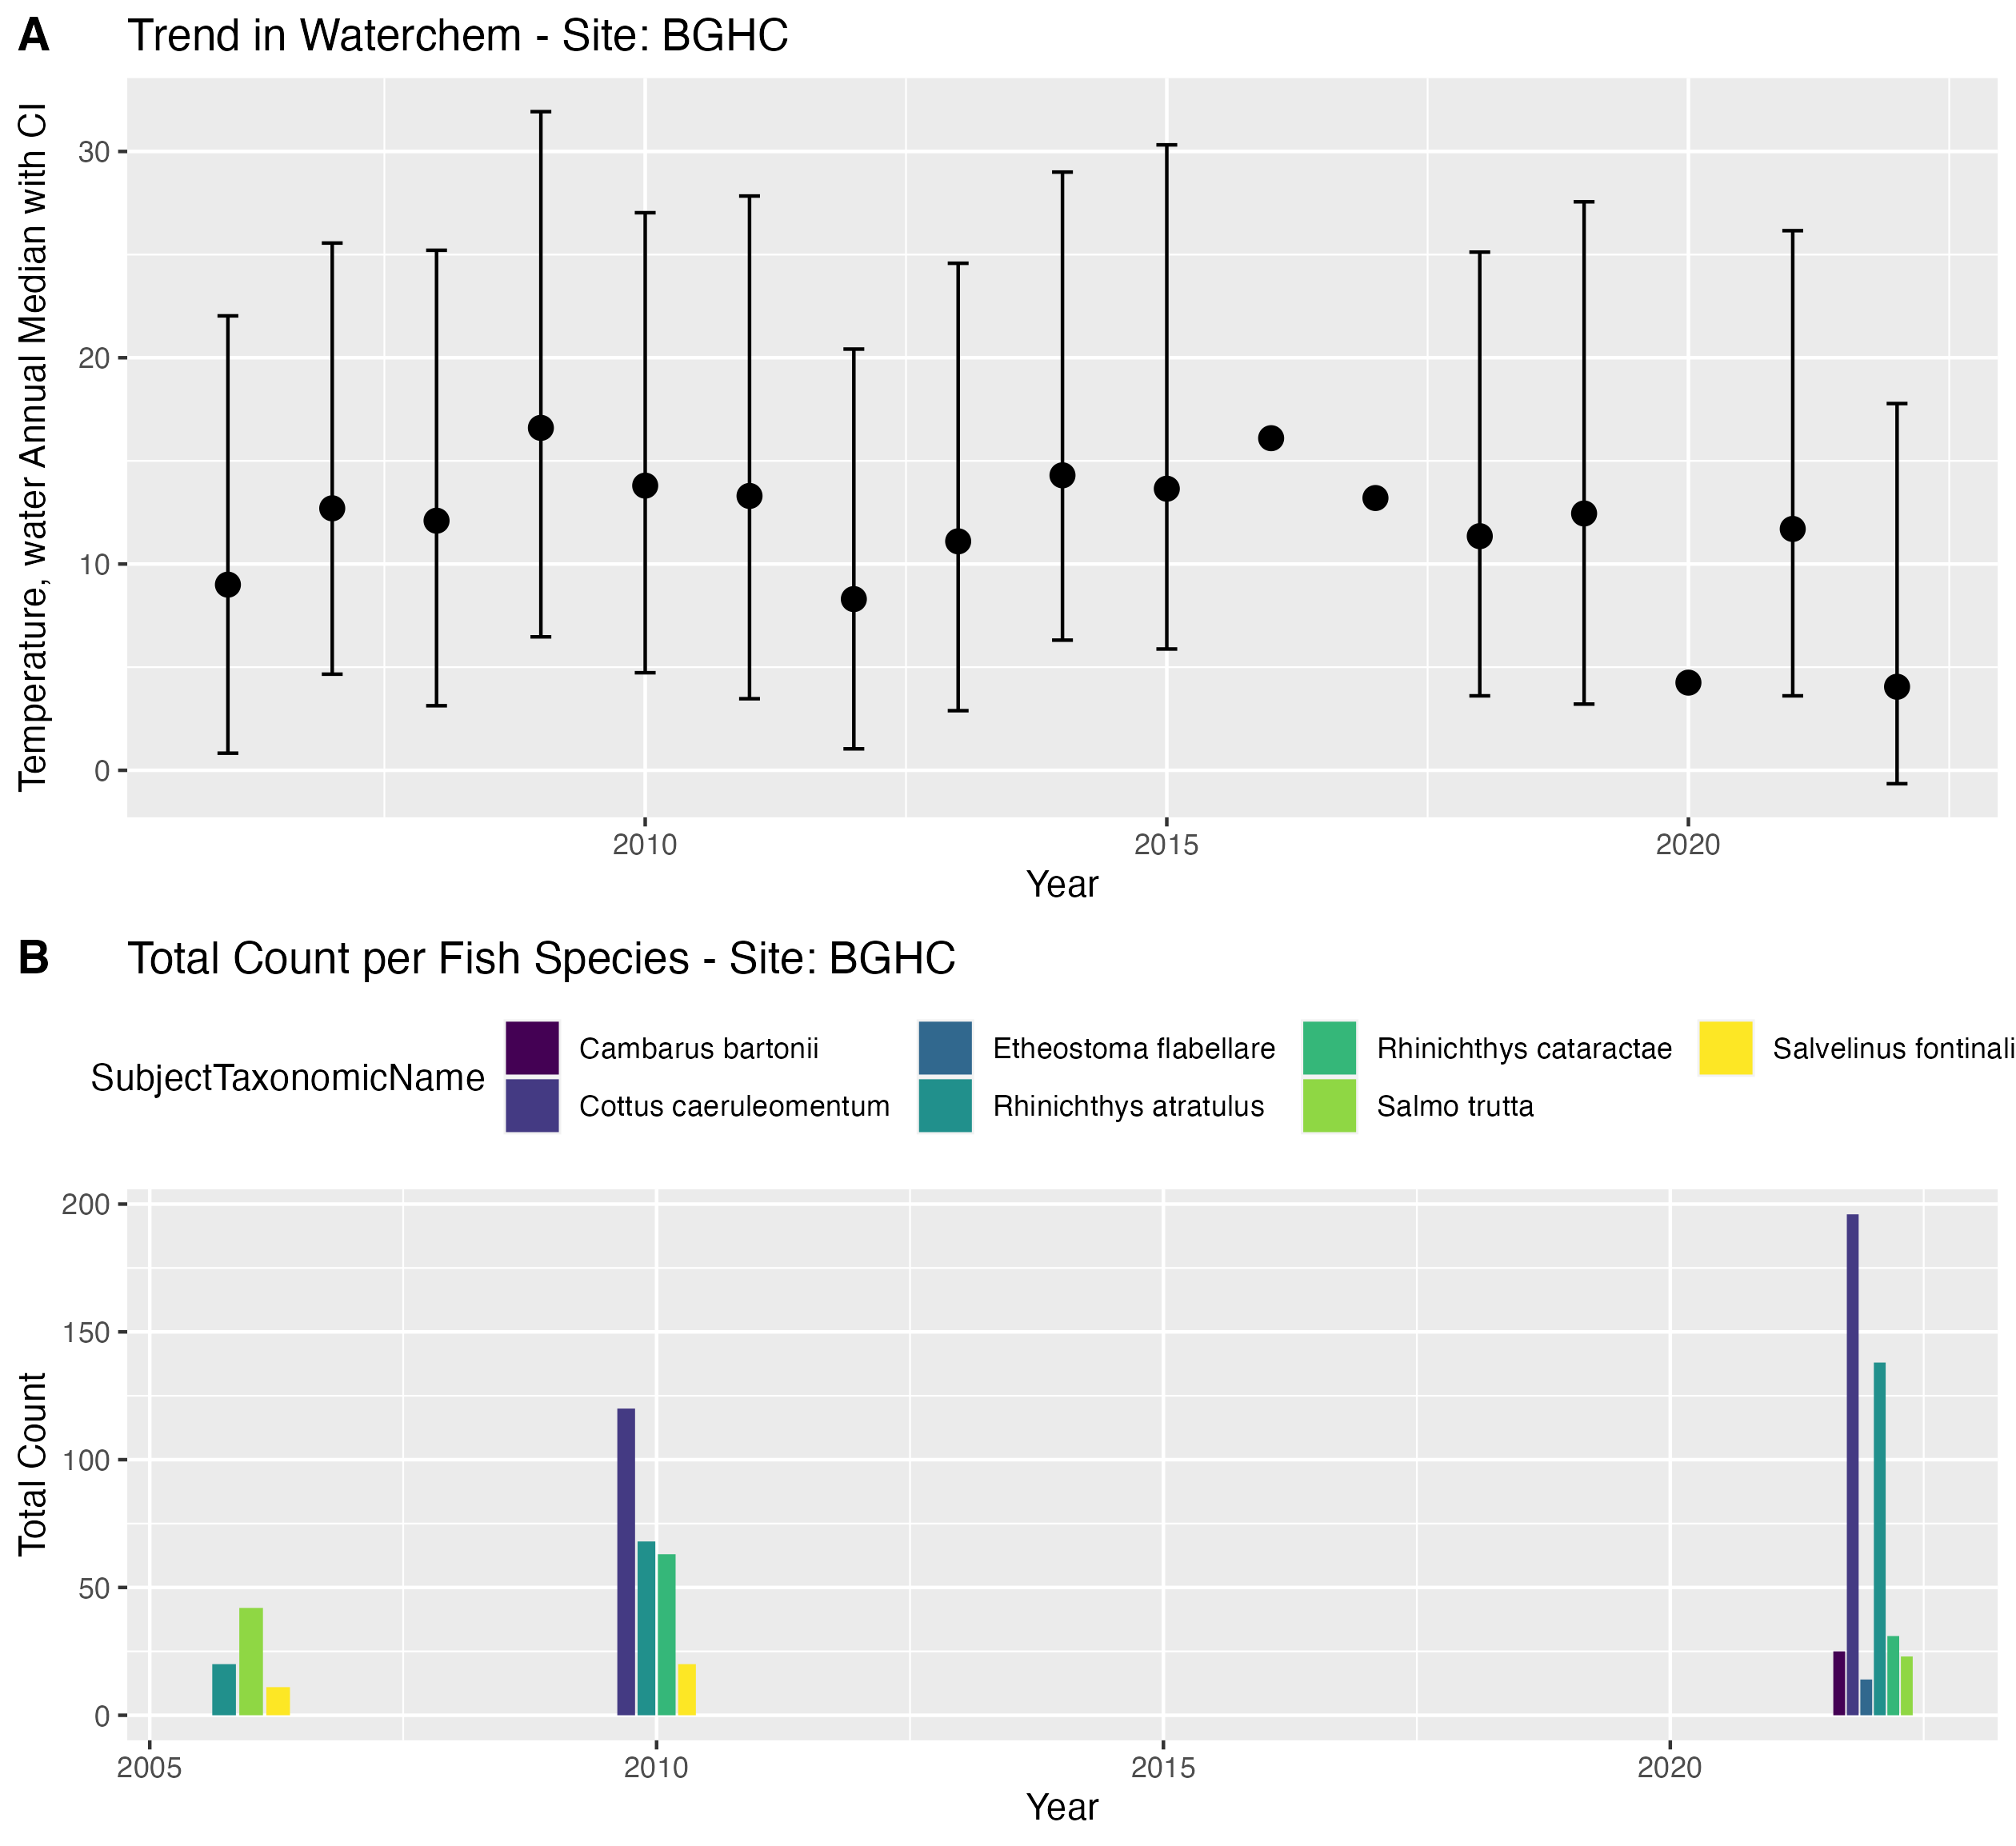 A Trend in Waterchem - Site: BGHC
Temperature, water Annual Median with CI
30
20
10
0
2010 2015 2020
Year
B Total Count per Fish Species - Site: BGHC
SubjectTaxonomicName
Cambarus bartonii Etheostoma flabellare Rhinichthys cataractae Salvelinus fontinali
Cottus caeruleomentum Rhinichthys atratulus Salmo trutta
Total Count
200
150
100
50
0
2005 2010 2015 2020
Year